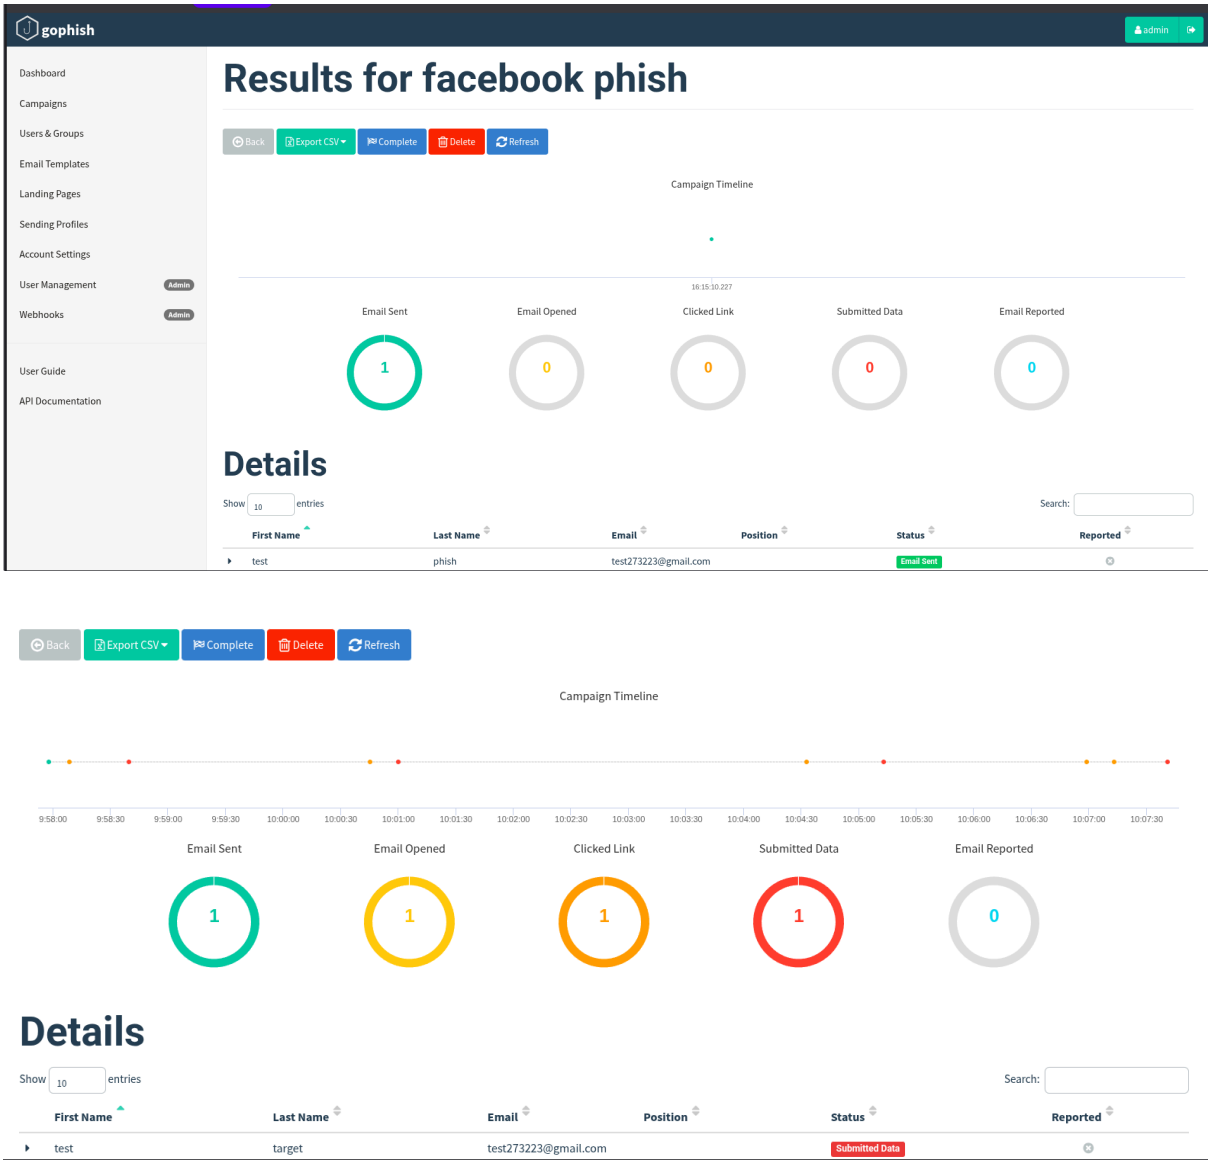 gophish
admin
Dashboard
Campaigns
Users & Groups
Email Templates
Landing Pages
Sending Profiles
Account Settings
User Management Admin
Webhooks Admin
User Guide
API Documentation
Results for facebook phish
Back Export CSV Complete Delete Refresh
Campaign Timeline
16:15:10.227
Email Sent Email Opened Clicked Link Submitted Data Email Reported
1 0 0 0 0
Details
Show 10 entries Search:
First Name Last Name Email Position Status Reported
test phish test273223@gmail.com Email Sent
Back Export CSV Complete Delete Refresh
Campaign Timeline
9:58:00 9:58:30 9:59:00 9:59:30 10:00:00 10:00:30 10:01:00 10:01:30 10:02:00 10:02:30 10:03:00 10:03:30 10:04:00 10:04:30 10:05:00 10:05:30 10:06:00 10:06:30 10:07:00 10:07:30
Email Sent Email Opened Clicked Link Submitted Data Email Reported
1 1 1 1 0
Details
Show 10 entries Search:
First Name Last Name Email Position Status Reported
test target test273223@gmail.com Submitted Data